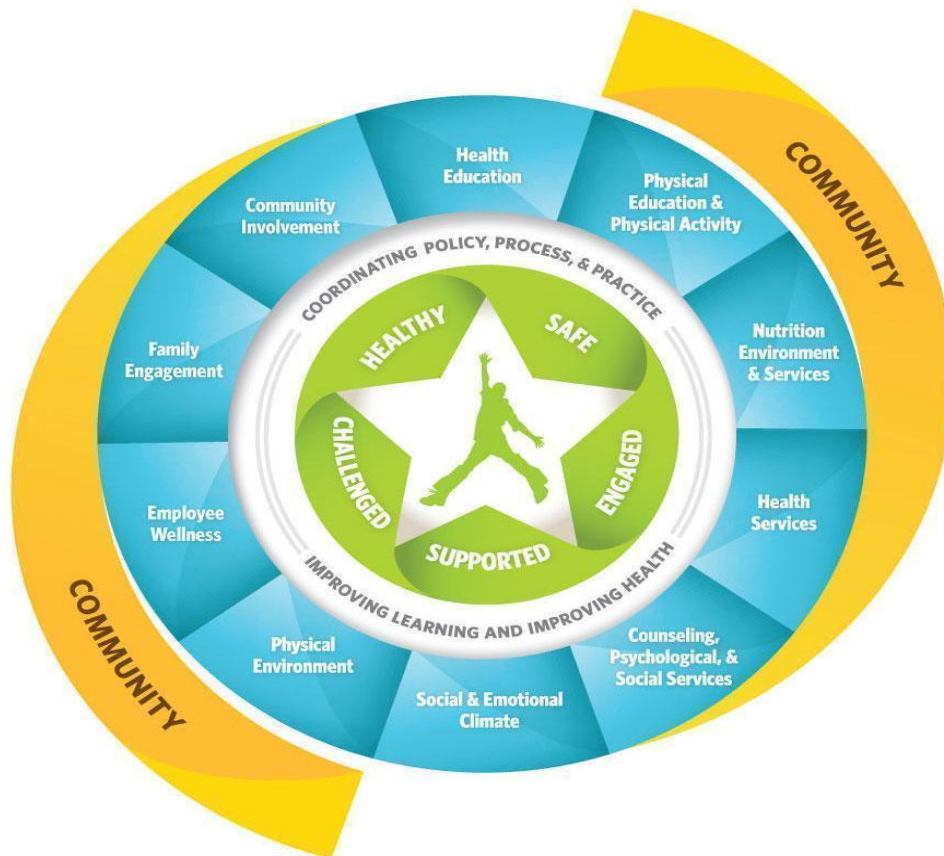 COMMUNITY
Health
Education
Physical
Education &
Physical Activity
Nutrition
Environment
& Services
Health
Services
Counseling,
Psychological, &
Social Services
Social & Emotional
Climate
Physical
Environment
Employee
Wellness
Family
Engagement
Community
Involvement
COORDINATING POLICY, PROCESS, & PRACTICE
IMPROVING LEARNING AND IMPROVING HEALTH
HEALTHY
SAFE
ENGAGED
SUPPORTED
CHALLENGED
COMMUNITY